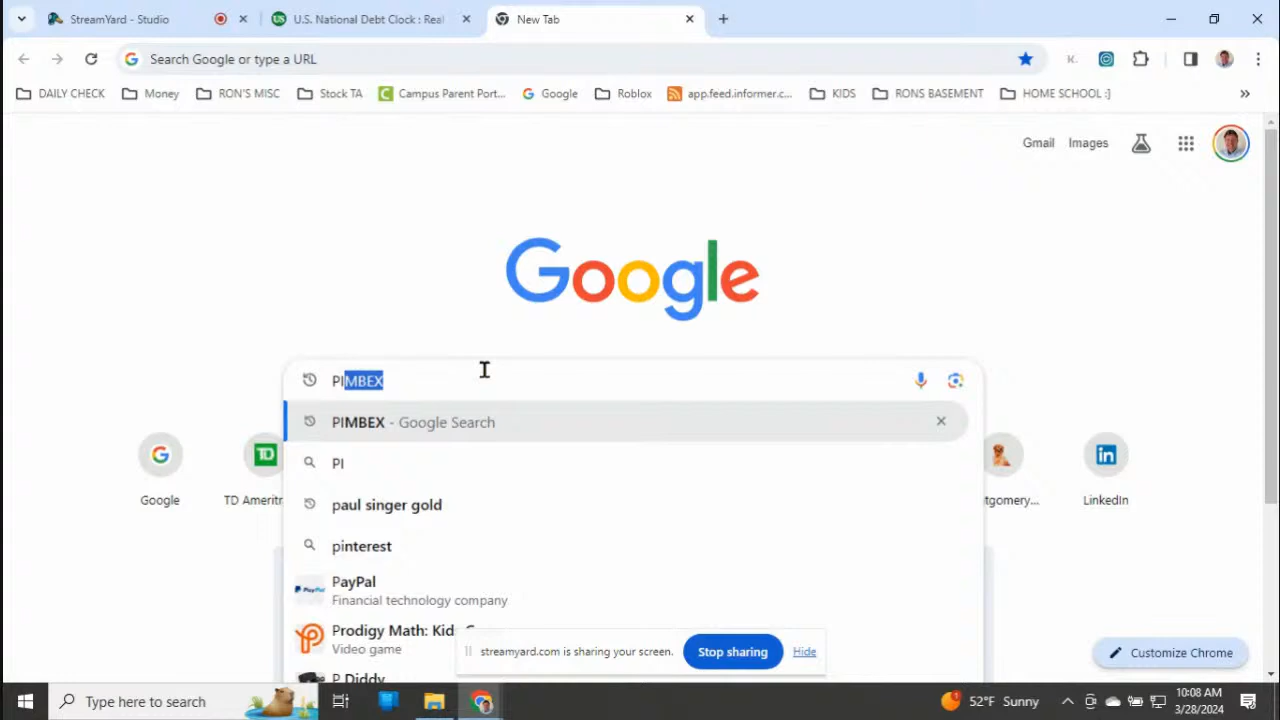 StreamYard - Studio
U.S. National Debt Clock : Real
New Tab
Search Google or type a URL
K.
DAILY CHECK
Money
RON'S MISC
Stock TA
Campus Parent Port...
Google
Roblox
app.feed.informer.c...
KIDS
RONS BASEMENT
HOME SCHOOL :]
Gmail
Images
Google
PIMBEX
PIMBEX - Google Search
PI
paul singer gold
pinterest
PayPal
Financial technology company
Prodigy Math: Kids
Video game
P Diddy
Google
TD
TD Ameritr
tgomery...
in
LinkedIn
streamyard.com is sharing your screen.
Stop sharing
Hide
Customize Chrome
Type here to search
1
52°F Sunny
10:08 AM
3/28/2024